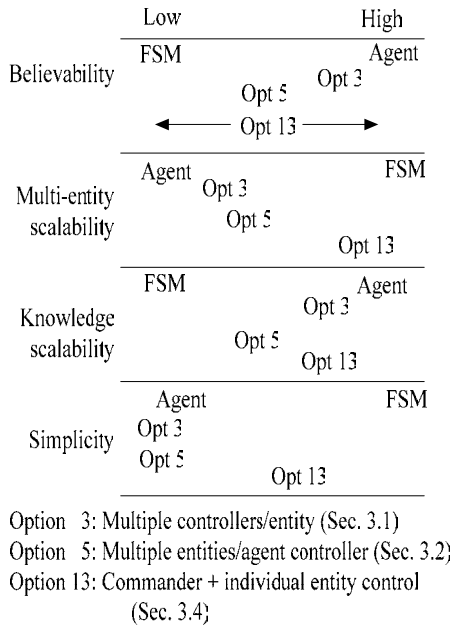 Low High
FSM Agent
Believability Opt 3
Opt 5
Opt 13
Agent FSM
Multi-entity scalability Opt 3
Opt 5
Opt 13
FSM Agent
Knowledge scalability Opt 3
Opt 5
Opt 13
Agent FSM
Simplicity Opt 3
Opt 5
Opt 13
Option 3: Multiple controllers/entity (Sec. 3.1)
Option 5: Multiple entities/agent controller (Sec. 3.2)
Option 13: Commander + individual entity control
(Sec. 3.4)